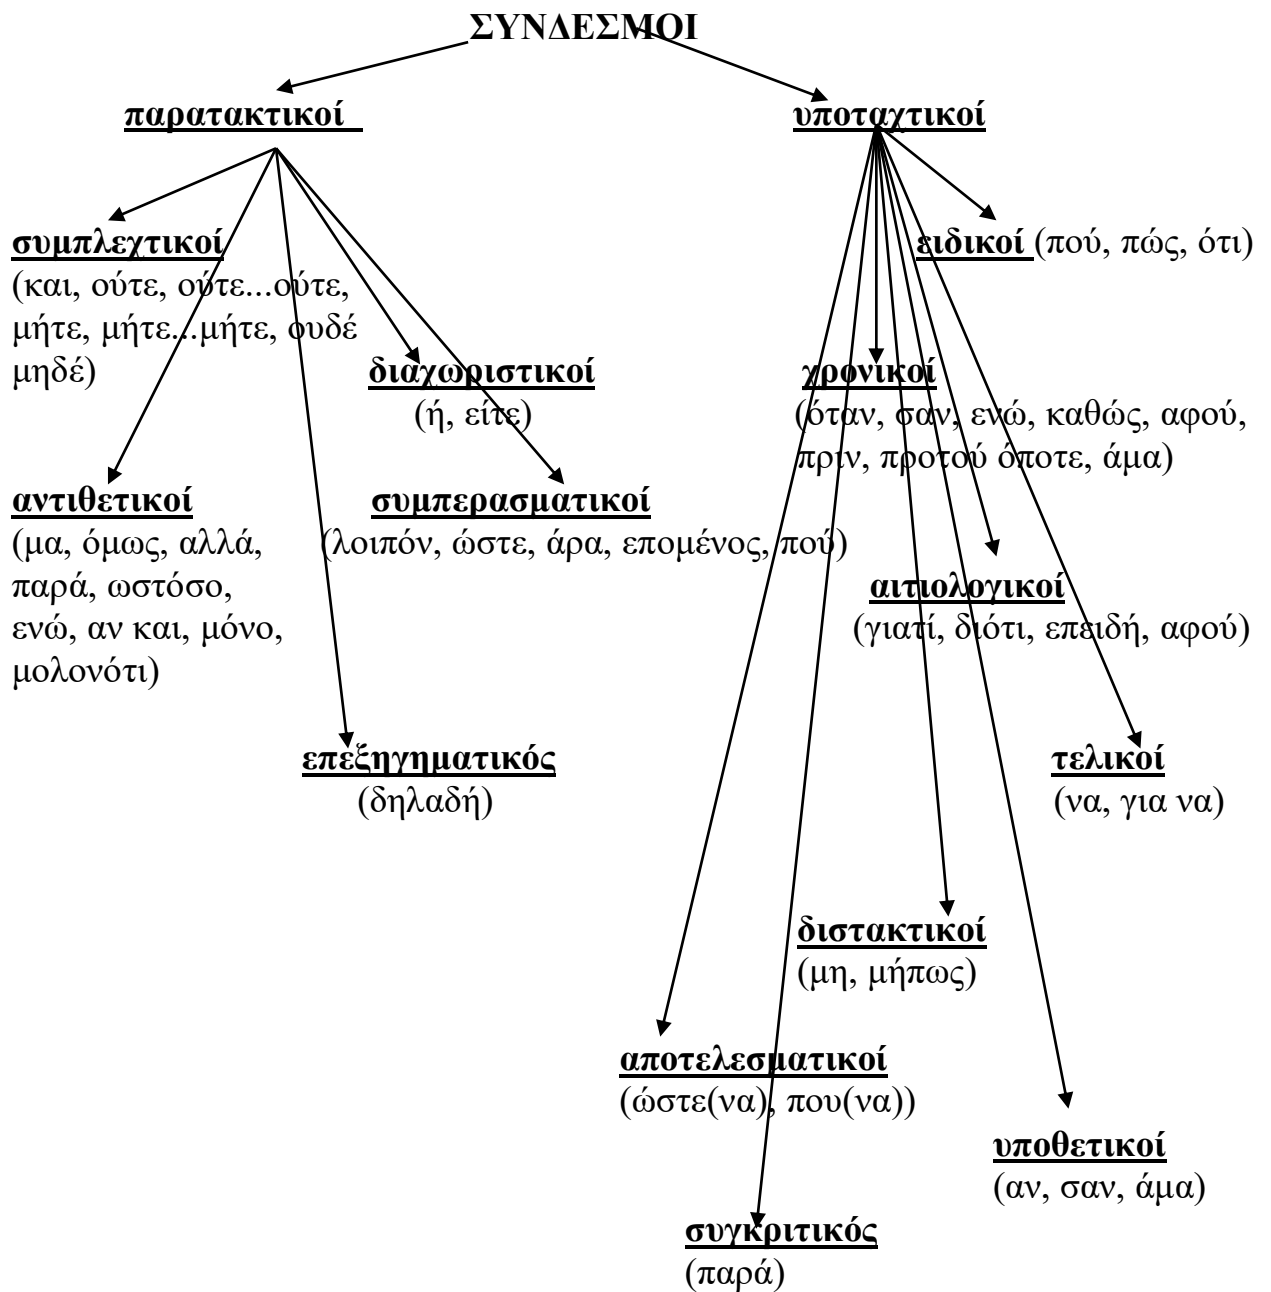 ΣΥΝΔΕΣΜΟΙ
παρατακτικοί
υποταχτικοί
συμπλεχτικοί
(και, ούτε, ούτε...ούτε,
μήτε, μήτε...μήτε, ουδέ
μηδέ)
ειδικοί (πού, πώς, ότι)
διαχωριστικοί
(ή, είτε)
χρονικοί
(όταν, σαν, ενώ, καθώς, αφού,
πριν, προτού όποτε, άμα)
αντιθετικοί
(μα, όμως, αλλά,
παρά, ωστόσο,
ενώ, αν και, μόνο,
μολονότι)
συμπερασματικοί
(λοιπόν, ώστε, άρα, επομένος, πού)
αιτιολογικοί
(γιατί, διότι, επειδή, αφού)
επεξηγηματικός
(δηλαδή)
τελικοί
(να, για να)
διστακτικοί
(μη, μήπως)
αποτελεσματικοί
(ώστε(να), που(να))
υποθετικοί
(αν, σαν, άμα)
συγκριτικός
(παρά)